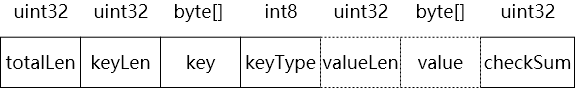 uint32 uint32 byte[] int8 uint32 byte[] uint32
totalLen keyLen key keyType valueLen value checkSum